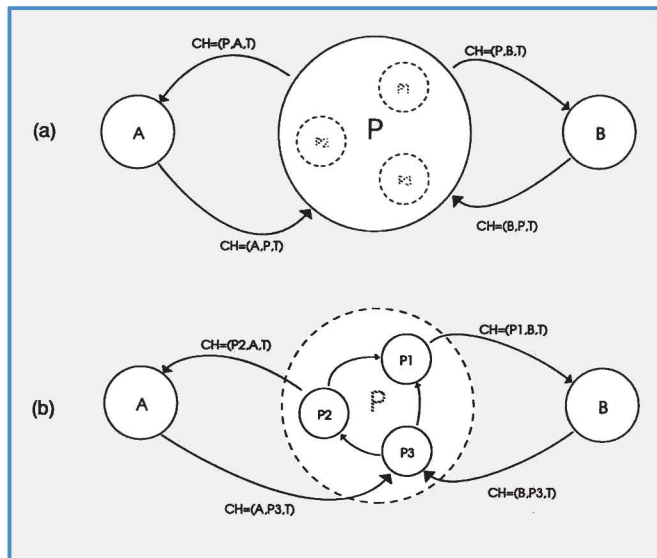 CH=(P,A,T)
CH=(P,B,T)
P1
(a)
A
P
B
P2
P3
CH=(A,P,T)
CH=(B,P,T)
CH=(P2,A,T)
CH=(P1,B,T)
P1
(b)
A
P
B
P2
P3
CH=(A,P3,T)
CH=(B,P3,T)